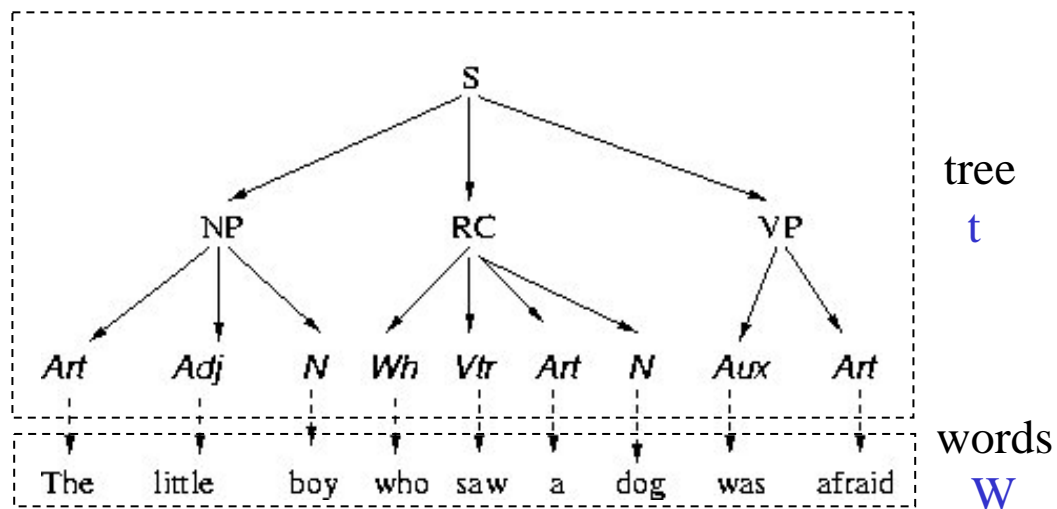 S
tree
t
NP RC VP
Art Adj N Wh Vtr Art N Aux Art
words
The little boy who saw a dog was afraid
w